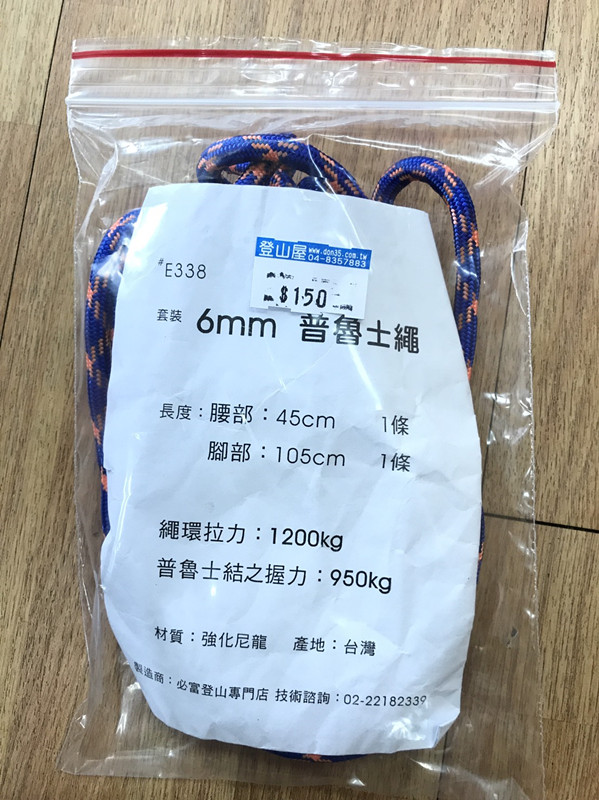 登山屋 www.don35.com.tw
04-8357883
$150
#E338
套裝 6mm 普魯士繩
長度：腰部：45cm 1條
腳部：105cm 1條
繩環拉力：1200kg
普魯士結之握力：950kg
材質：強化尼龍 產地：台灣
製造商：必富登山專門店 技術諮詢：02-22182339